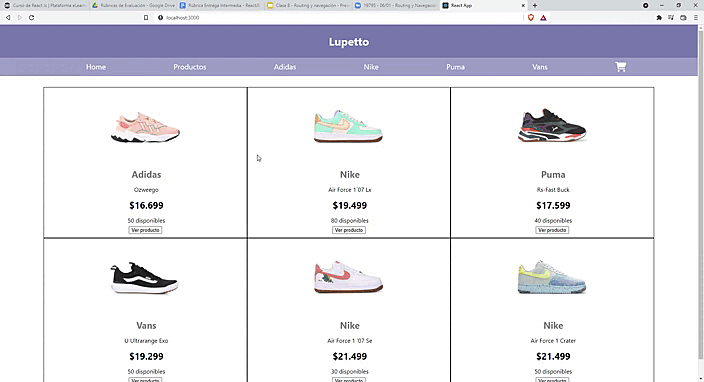 Curso de React Js | Plataforma eLearn
Rúbricas de Evaluación - Google Drive
Rúbrica Entrega Intermedia - ReactJS
Clase 8 - Routing y navegación - Pre
19785 - 06/01 - Routing y Navegació
React App
localhost:3000
Lupetto
Home Productos Adidas Nike Puma Vans
Adidas Nike Puma
Ozweego Air Force 1´07 Lx Rs-Fast Buck
$16.699 $19.499 $17.599
50 disponibles 80 disponibles 40 disponibles
Ver producto Ver producto Ver producto
Vans Nike Nike
U Ultrarange Exo Air Force 1 ´07 Se Air Force 1 Crater
$19.299 $21.499 $21.499
50 disponibles 30 disponibles 50 disponibles
Ver producto Ver producto Ver producto